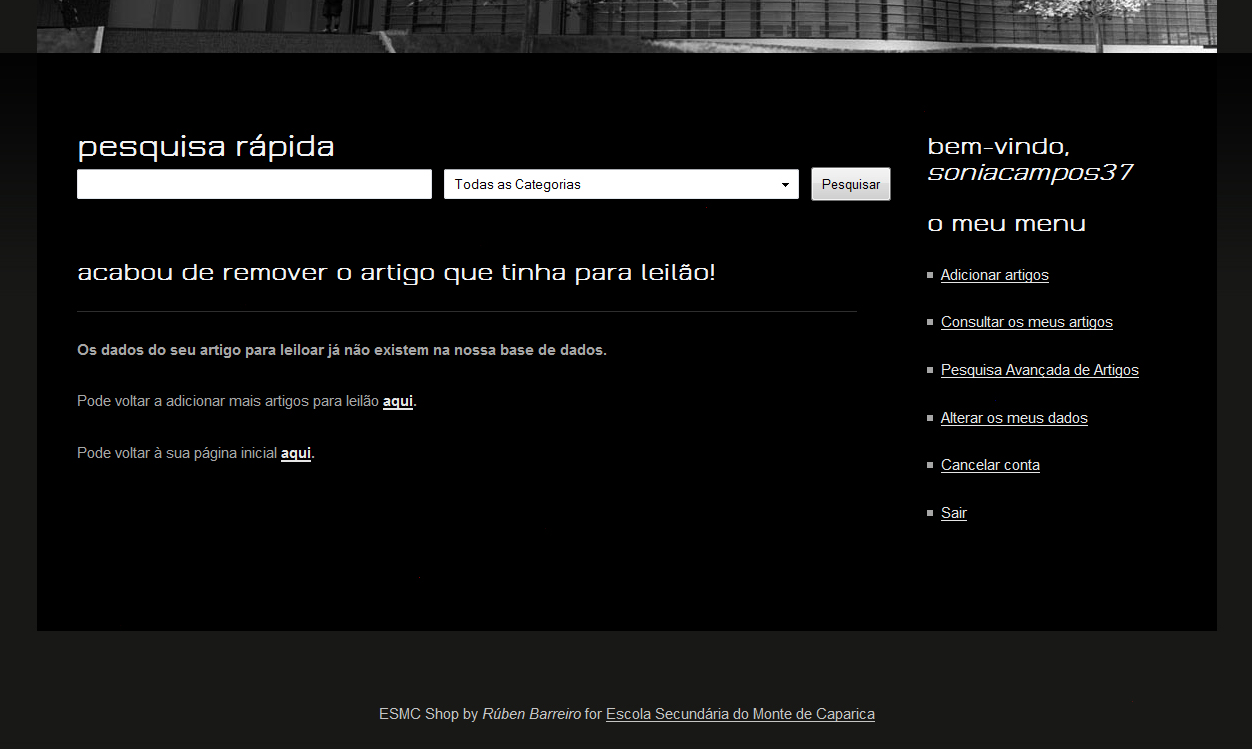 pesquisa rápida
Todas as Categorias
Pesquisar
acabou de remover o artigo que tinha para leilão!
Os dados do seu artigo para leiloar já não existem na nossa base de dados.
Pode voltar a adicionar mais artigos para leilão aqui.
Pode voltar à sua página inicial aqui.
bem-vindo,
soniacampos37
o meu menu
Adicionar artigos
Consultar os meus artigos
Pesquisa Avançada de Artigos
Alterar os meus dados
Cancelar conta
Sair
ESMC Shop by Rúben Barreiro for Escola Secundária do Monte de Caparica